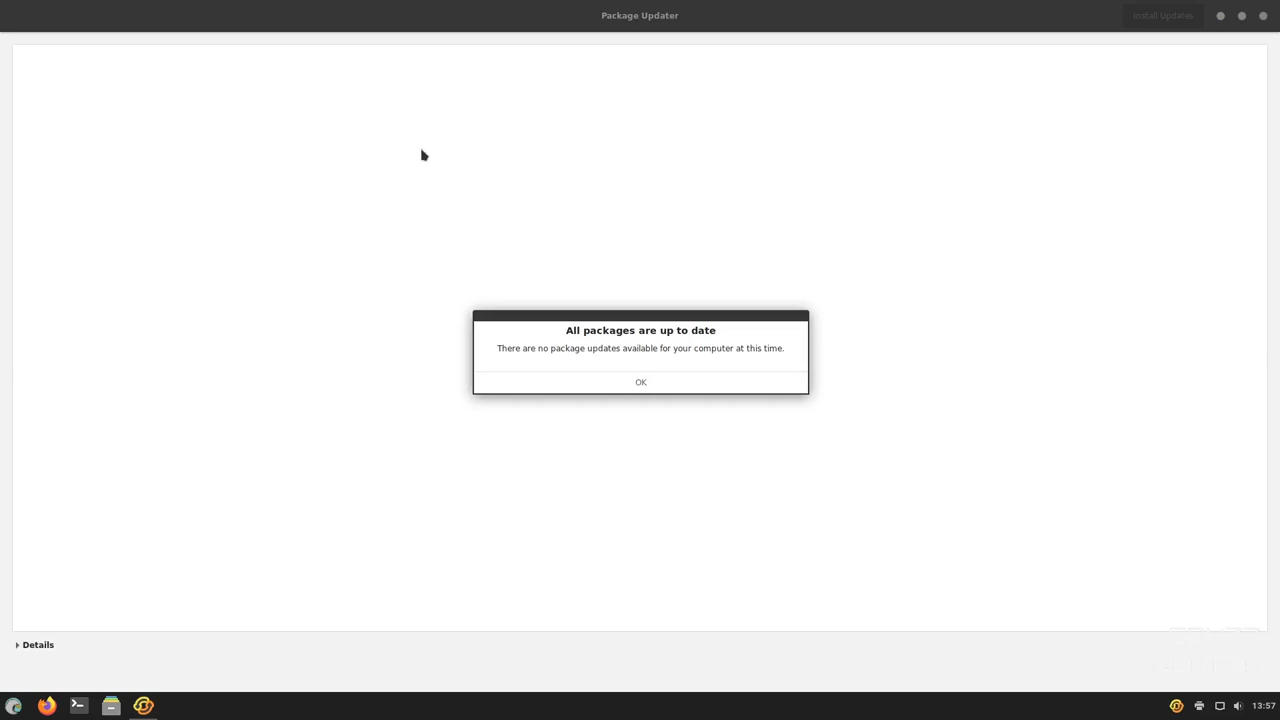 Package Updater
Install Updates
All packages are up to date
There are no package updates available for your computer at this time.
OK
Details
13:57